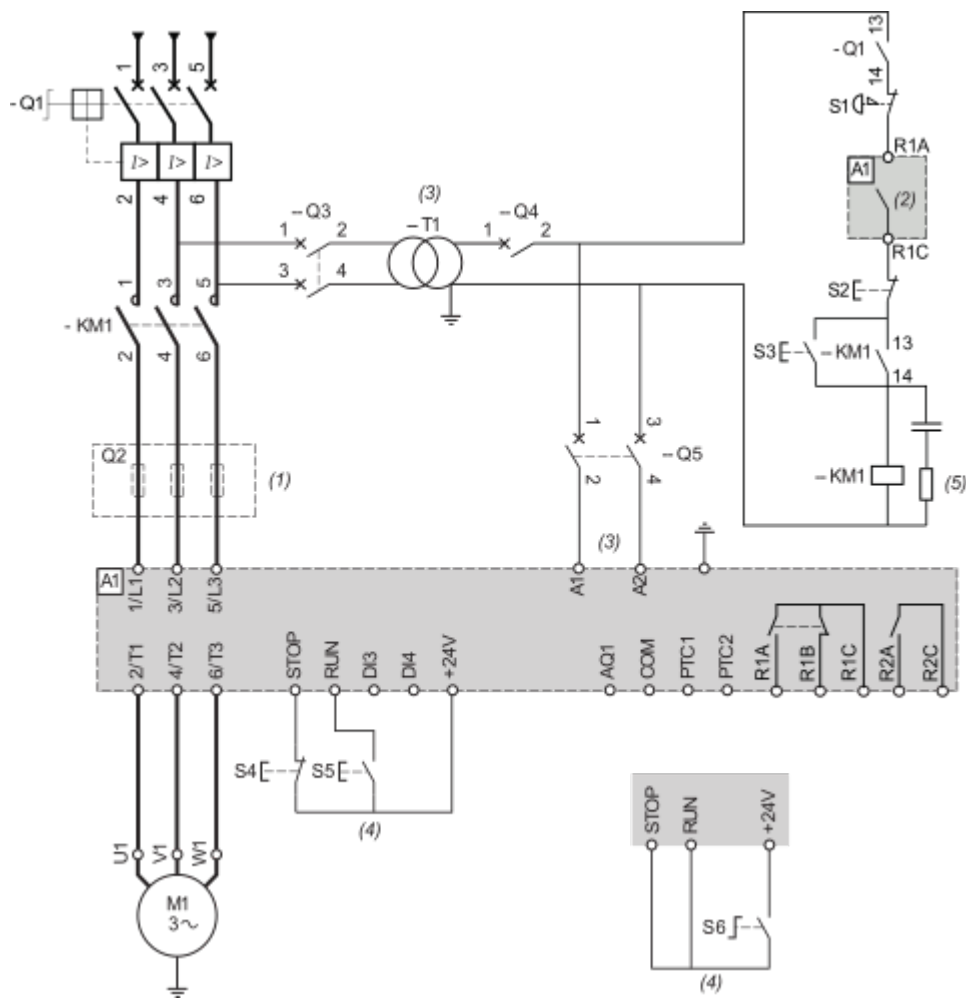 1 3 5
– Q1
I> I> I>
2 4 6
(3)
– Q3
– T1
– Q4
1 2
1 2
3 4
13
- Q1
14
S1
R1A
A1
(2)
R1C
S2
S3
– KM1
13
14
– KM1
(5)
1 3 5
- KM1
2 4 6
Q2
(1)
1 3
– Q5
2 4
(3)
A1
1/L1 3/L2 5/L3
A1 A2
2/T1 4/T2 6/T3
STOP RUN DI3 DI4 +24V
AQ1 COM PTC1 PTC2 R1A R1B R1C R2A R2C
S4 S5
(4)
STOP RUN +24V
S6
(4)
U1 V1 W1
M1
3~